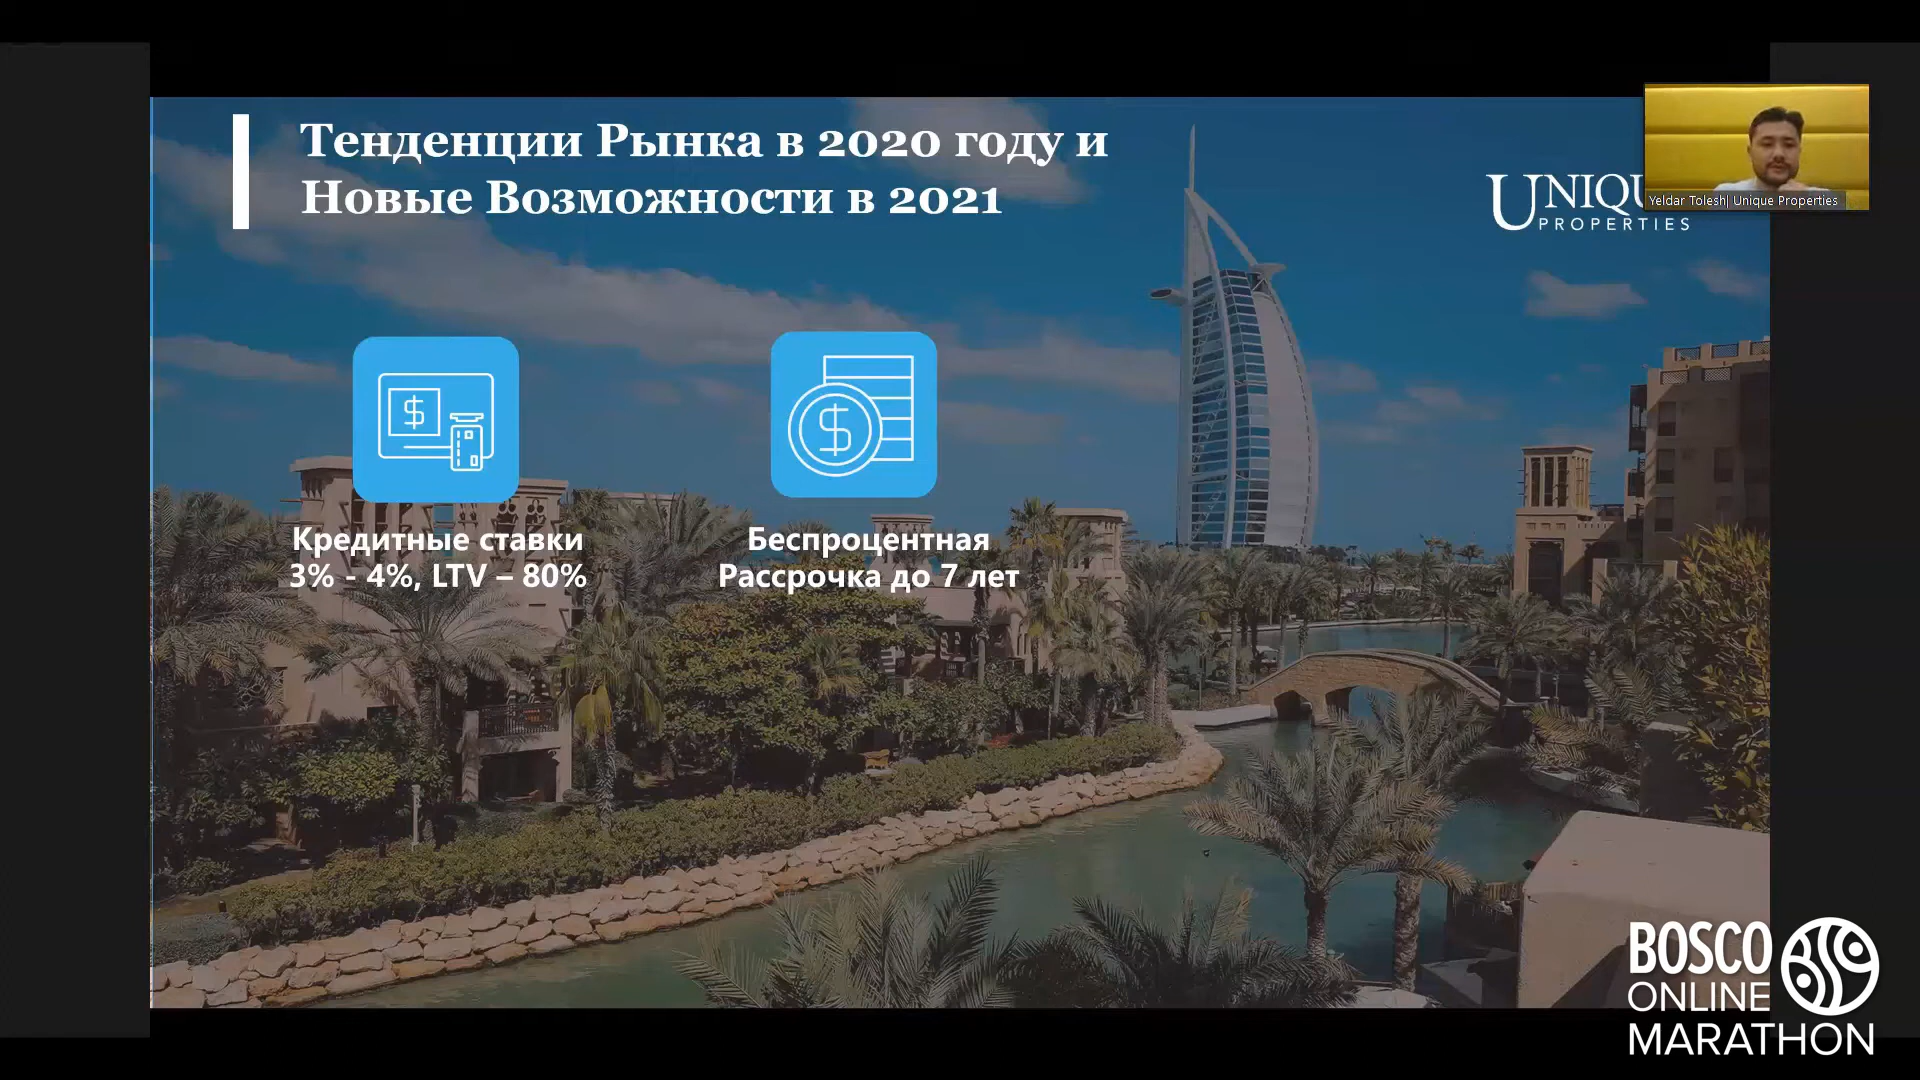 Тенденции Рынка в 2020 году и
Новые Возможности в 2021
UNIQU
PROPERTIES
Yeldar Tolesh| Unique Properties
Кредитные ставки
3% - 4%, LTV – 80%
Беспроцентная
Рассрочка до 7 лет
BOSCO
ONLINE
MARATHON